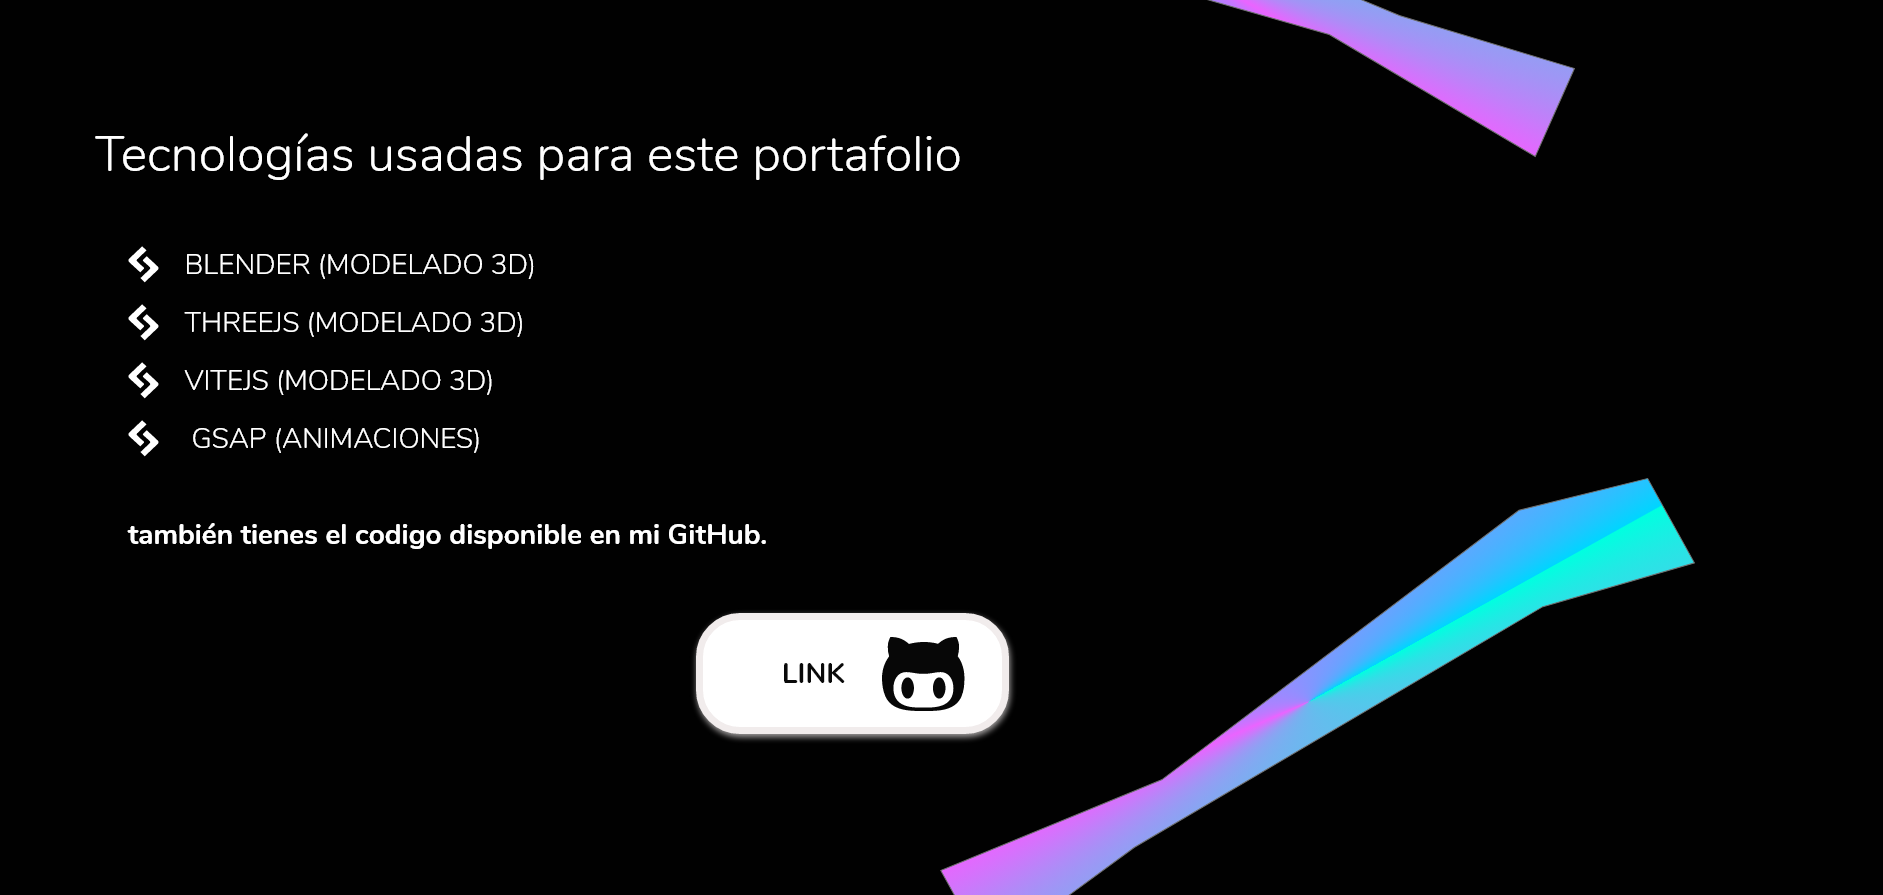 Tecnologías usadas para este portafolio
BLENDER (MODELADO 3D)
THREEJS (MODELADO 3D)
VITEJS (MODELADO 3D)
GSAP (ANIMACIONES)
también tienes el codigo disponible en mi GitHub.
LINK